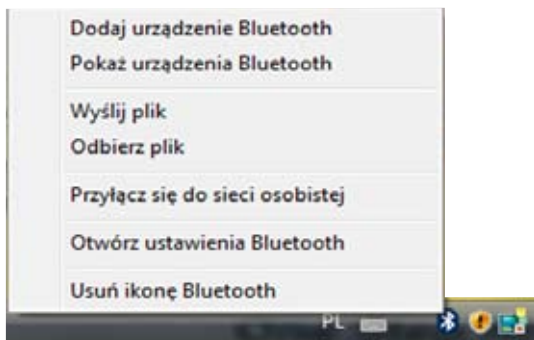 Dodaj urządzenie Bluetooth
Pokaż urządzenia Bluetooth
Wyślij plik
Odbierz plik
Przyłącz się do sieci osobistej
Otwórz ustawienia Bluetooth
Usuń ikonę Bluetooth
PL